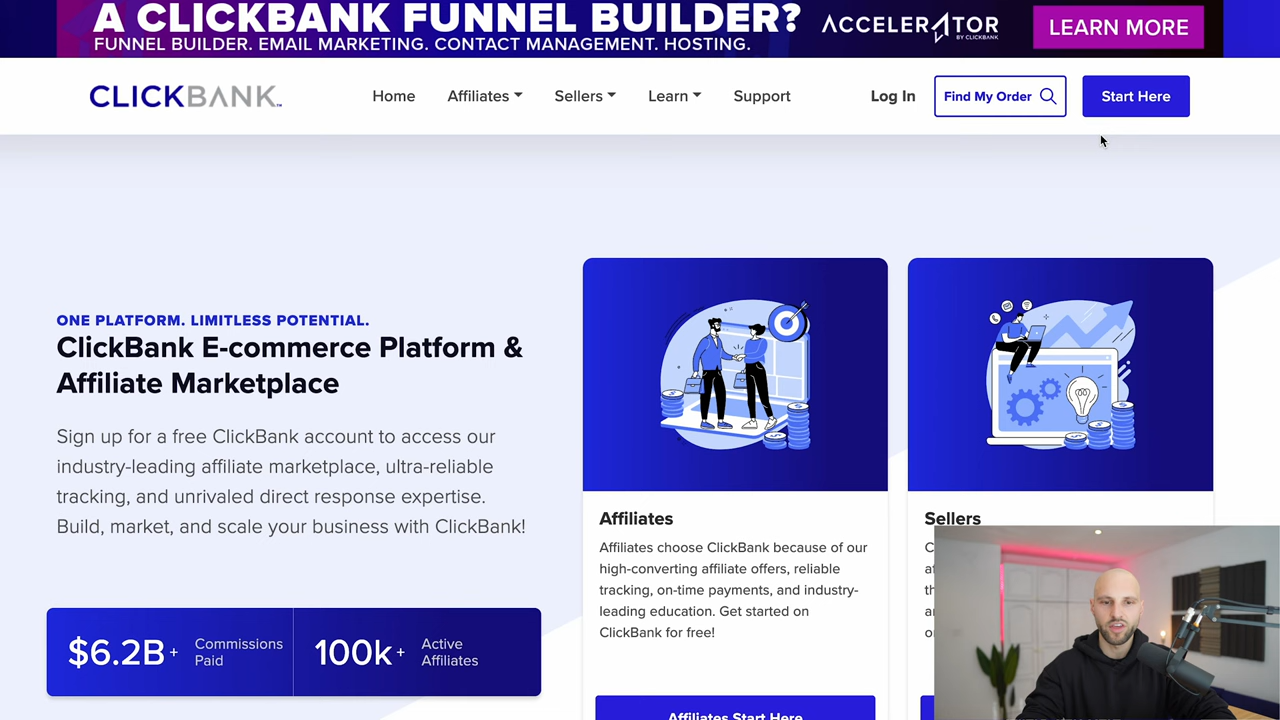 A CLICKBANK FUNNEL BUILDER?
FUNNEL BUILDER. EMAIL MARKETING. CONTACT MANAGEMENT. HOSTING.
ACCELERATOR
BY CLICKBANK
LEARN MORE
CLICKBANK
Home
Affiliates
Sellers
Learn
Support
Log In
Find My Order
Start Here
ONE PLATFORM. LIMITLESS POTENTIAL.
ClickBank E-commerce Platform &
Affiliate Marketplace
Sign up for a free ClickBank account to access our
industry-leading affiliate marketplace, ultra-reliable
tracking, and unrivaled direct response expertise.
Build, market, and scale your business with ClickBank!
$6.2B+ Commissions
Paid
100k+ Active
Affiliates
Affiliates
Affiliates choose ClickBank because of our
high-converting affiliate offers, reliable
tracking, on-time payments, and industry-
leading education. Get started on
ClickBank for free!
Affiliates Start Here
Sellers